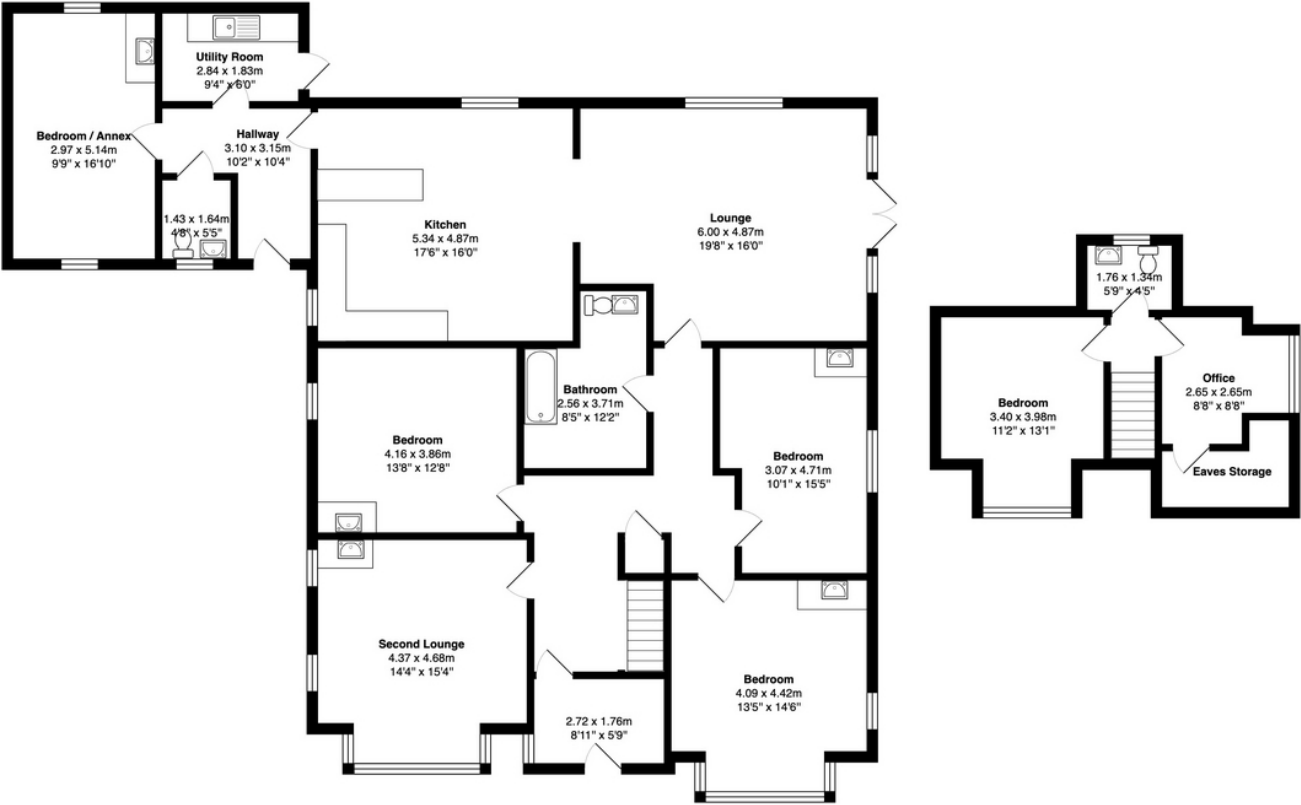 Utility Room
2.84 x 1.83m
9'4" x 6'0"
Bedroom / Annex
2.97 x 5.14m
9'9" x 16'10"
Hallway
3.10 x 3.15m
10'2" x 10'4"
1.43 x 1.64m
4'8" x 5'5"
Kitchen
5.34 x 4.87m
17'6" x 16'0"
Lounge
6.00 x 4.87m
19'8" x 16'0"
Bathroom
2.56 x 3.71m
8'5" x 12'2"
Bedroom
4.16 x 3.86m
13'8" x 12'8"
Bedroom
3.07 x 4.71m
10'1" x 15'5"
Second Lounge
4.37 x 4.68m
14'4" x 15'4"
Bedroom
4.09 x 4.42m
13'5" x 14'6"
2.72 x 1.76m
8'11" x 5'9"
1.76 x 1.34m
5'9" x 4'5"
Bedroom
3.40 x 3.98m
11'2" x 13'1"
Office
2.65 x 2.65m
8'8" x 8'8"
Eaves Storage